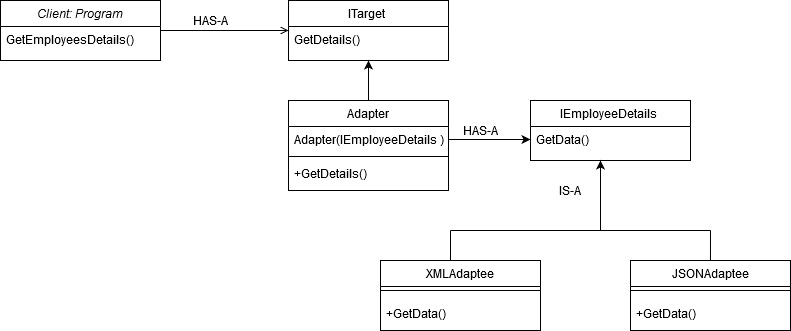 Client: Program
GetEmployeesDetails()
HAS-A
ITarget
GetDetails()
Adapter
Adapter(IEmployeeDetails )
+GetDetails()
HAS-A
IEmployeeDetails
GetData()
IS-A
XMLAdaptee
+GetData()
JSONAdaptee
+GetData()